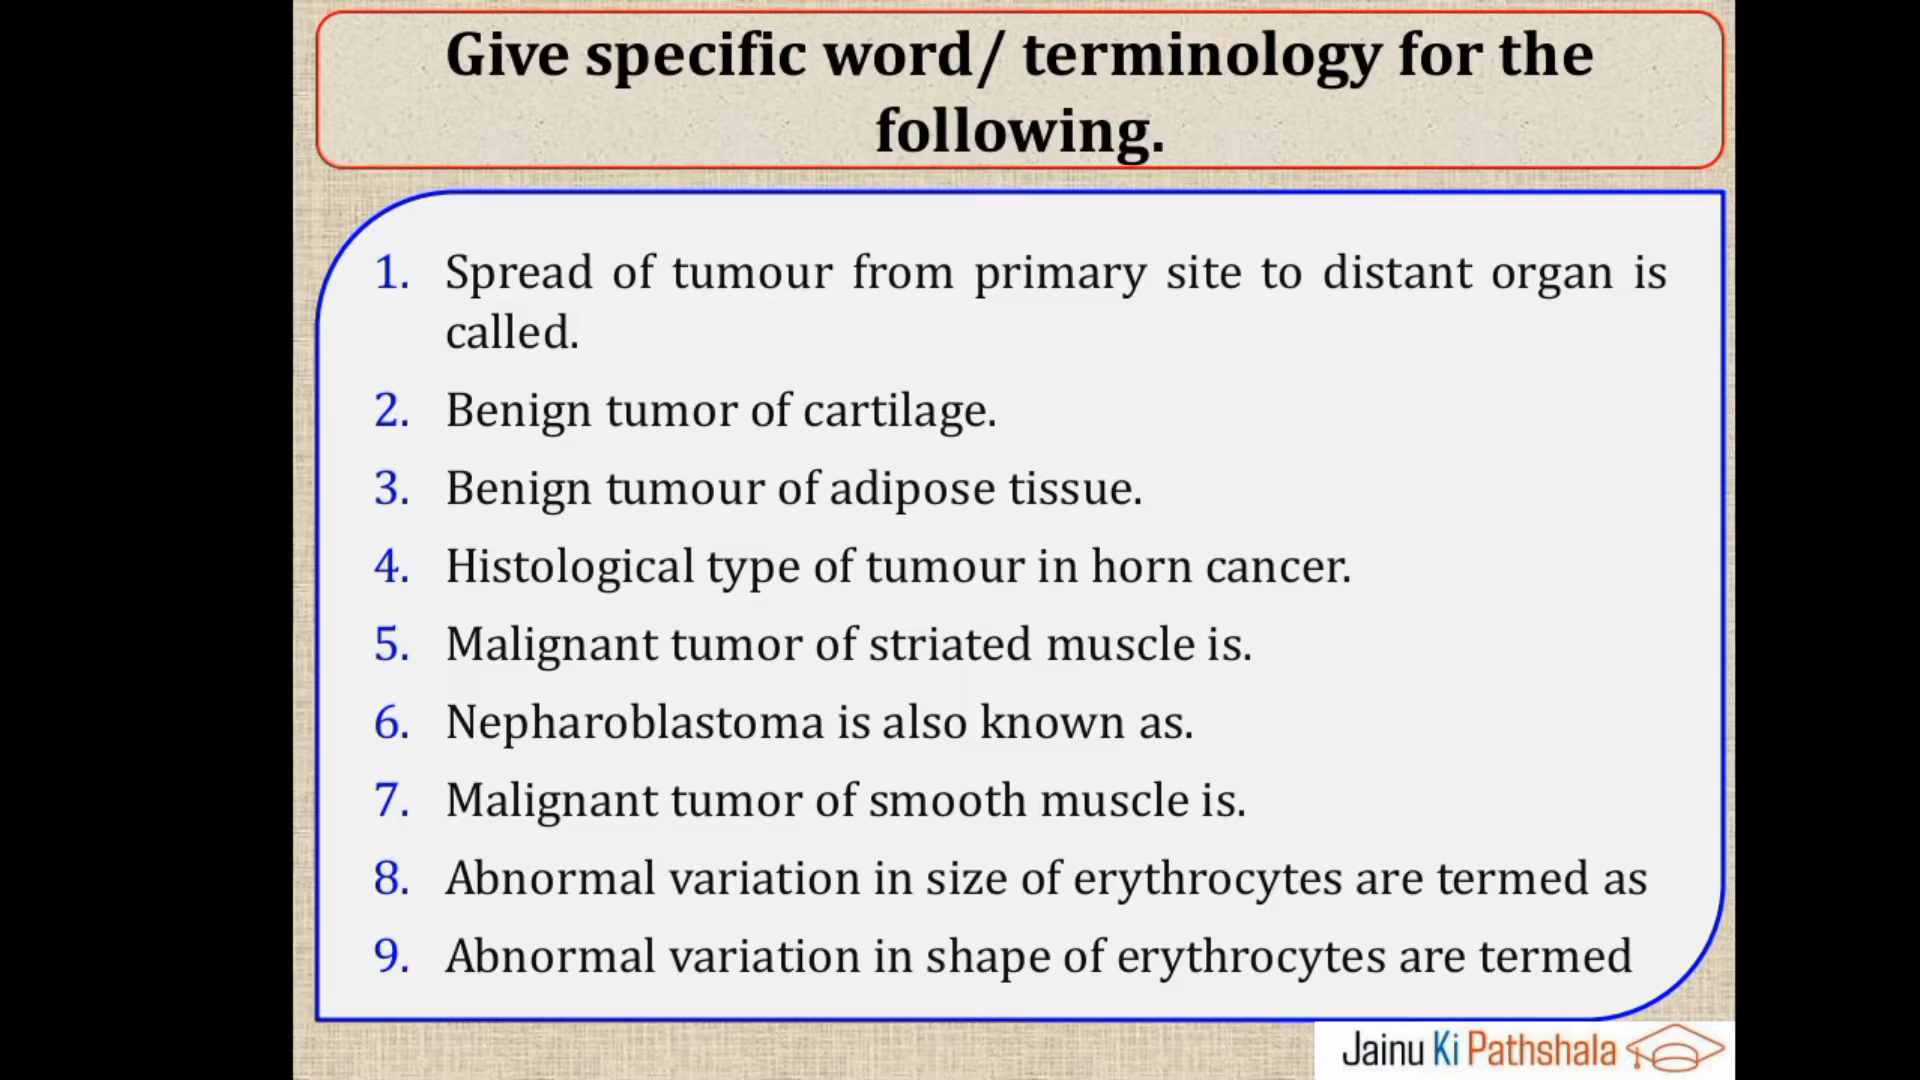 Give specific word/ terminology for the
following.
1. Spread of tumour from primary site to distant organ is
called.
2. Benign tumor of cartilage.
3. Benign tumour of adipose tissue.
4. Histological type of tumour in horn cancer.
5. Malignant tumor of striated muscle is.
6. Nepharoblastoma is also known as.
7. Malignant tumor of smooth muscle is.
8. Abnormal variation in size of erythrocytes are termed as
9. Abnormal variation in shape of erythrocytes are termed
Jainu Ki Pathshala